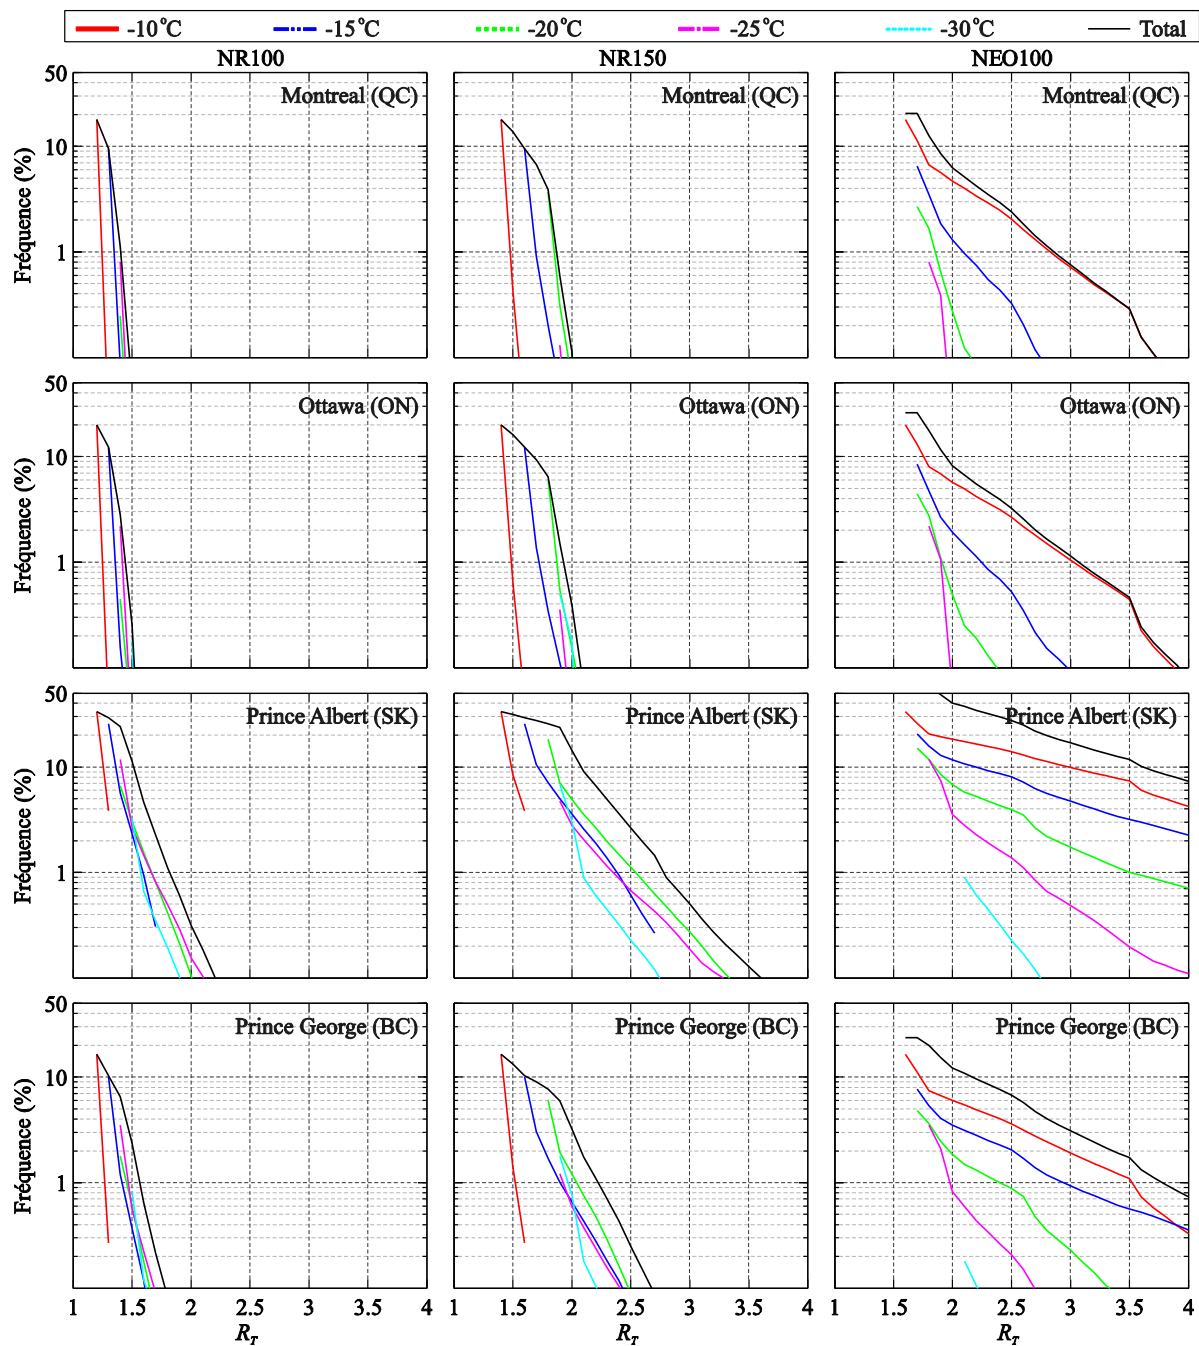 -10°C -15°C -20°C -25°C -30°C Total
NR100 NR150 NEO100
50 Montreal (QC) Montreal (QC) Montreal (QC)
10
Fréquence (%)
1
50 Ottawa (ON) Ottawa (ON) Ottawa (ON)
10
Fréquence (%)
1
50 Prince Albert (SK) Prince Albert (SK) Prince Albert (SK)
10
Fréquence (%)
1
50 Prince George (BC) Prince George (BC) Prince George (BC)
10
Fréquence (%)
1
1 1.5 2 2.5 3 3.5 4 1 1.5 2 2.5 3 3.5 4 1 1.5 2 2.5 3 3.5 4
R_T R_T R_T